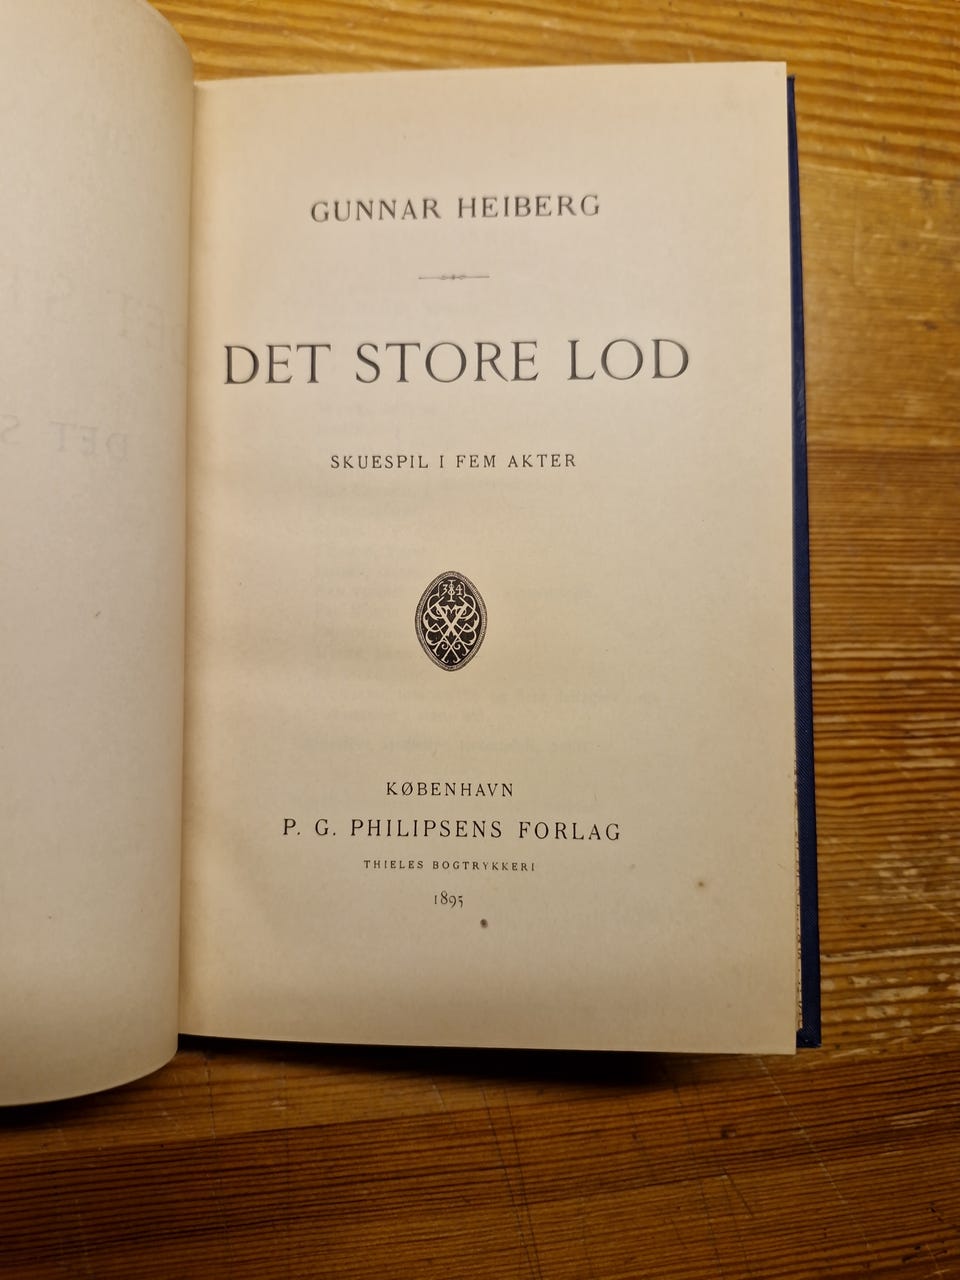 GUNNAR HEIBERG
DET STORE LOD
SKUESPIL I FEM AKTER
KØBENHAVN
P. G. PHILIPSENS FORLAG
THIELES BOGTRYKKERI
1895